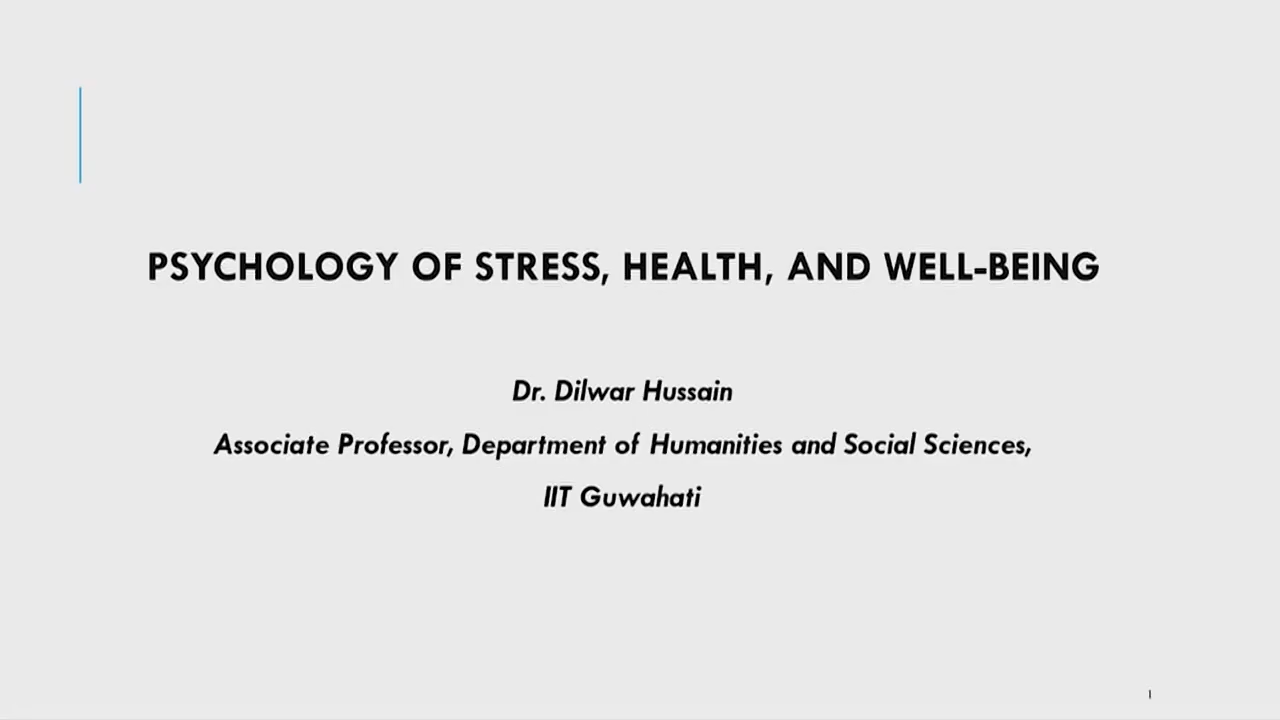 PSYCHOLOGY OF STRESS, HEALTH, AND WELL-BEING
Dr. Dilwar Hussain
Associate Professor, Department of Humanities and Social Sciences,
IIT Guwahati
1